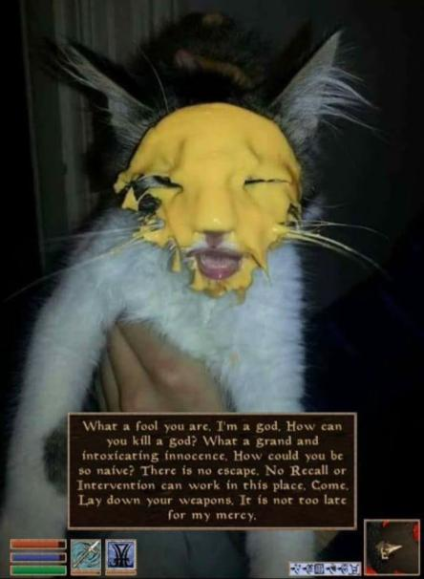 What a fool you are. I'm a god. How can
you kill a god? What a grand and
intoxicating innocence. How could you be
so naive? There is no escape. No Recall or
Intervention can work in this place. Come.
Lay down your weapons. It is not too late
for my mercy.